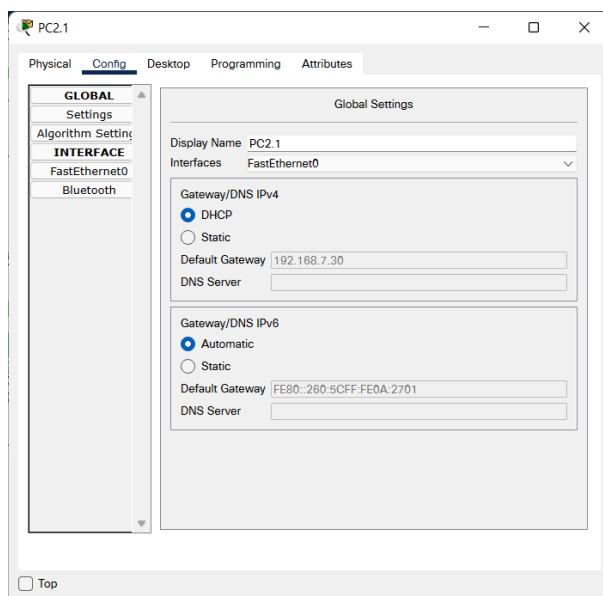 PC2.1
Physical Config Desktop Programming Attributes
GLOBAL
Settings
Algorithm Setting
INTERFACE
FastEthernet0
Bluetooth
Global Settings
Display Name PC2.1
Interfaces FastEthernet0
Gateway/DNS IPv4
DHCP
Static
Default Gateway 192.168.7.30
DNS Server
Gateway/DNS IPv6
Automatic
Static
Default Gateway FE80::260:5CFF:FE0A:2701
DNS Server
Top